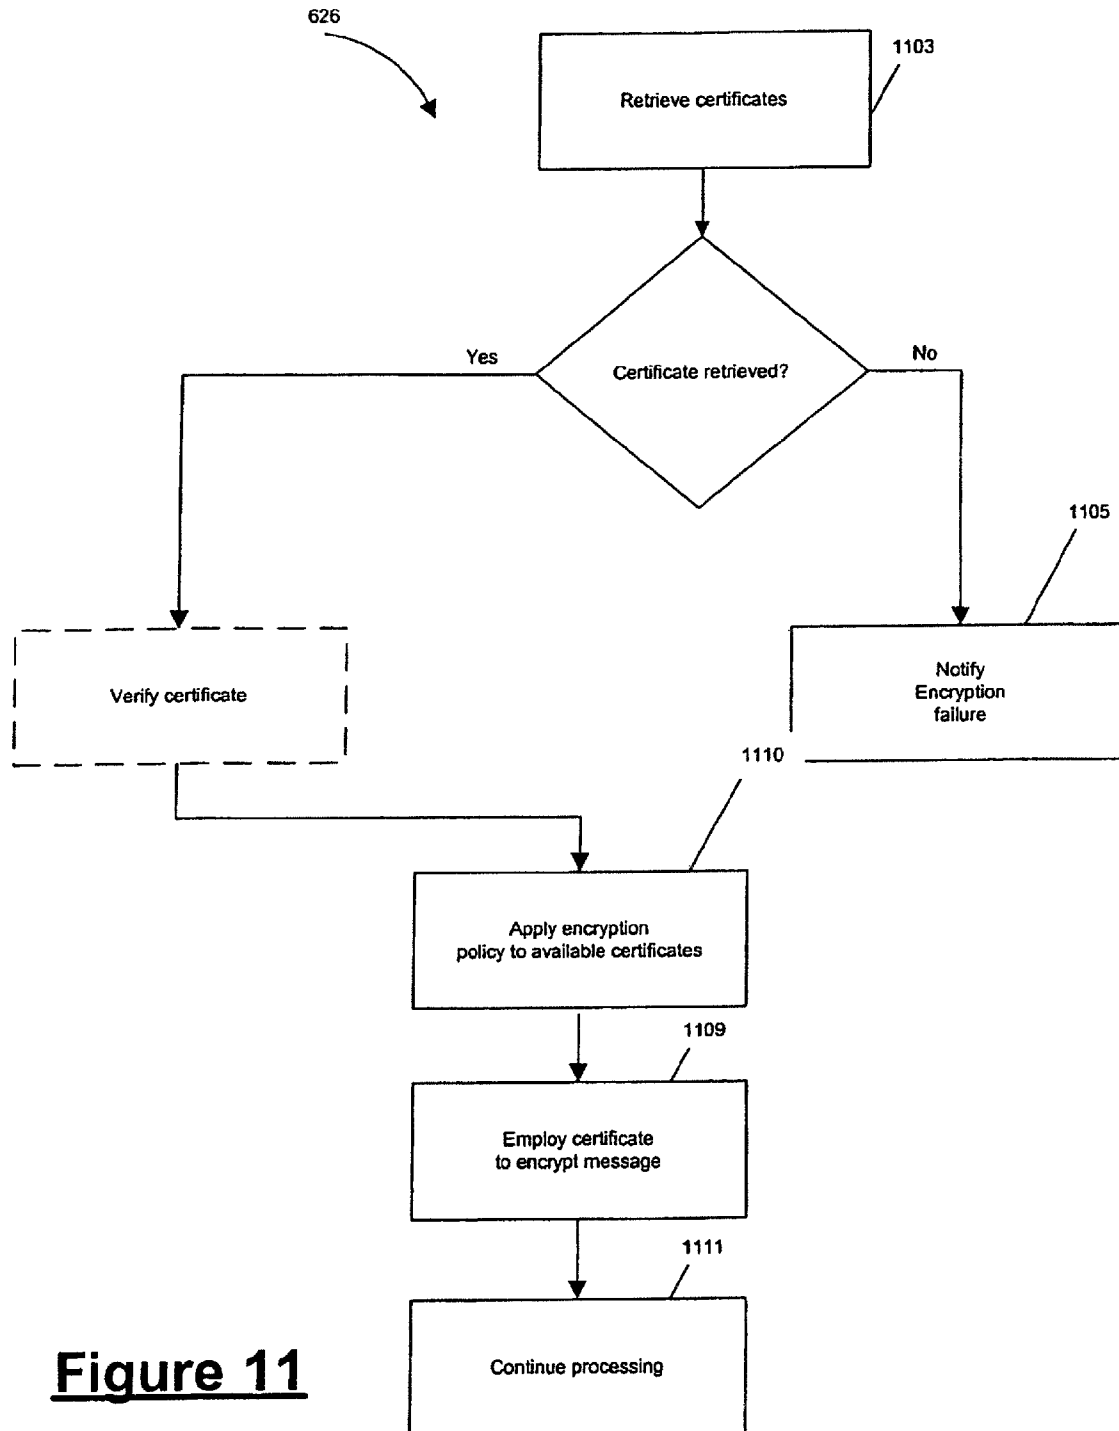 626
1103
Retrieve certificates
Yes
Certificate retrieved?
No
1105
Verify certificate
Notify
Encryption
failure
1110
Apply encryption
policy to available certificates
1109
Employ certificate
to encrypt message
1111
Continue processing
Figure 11